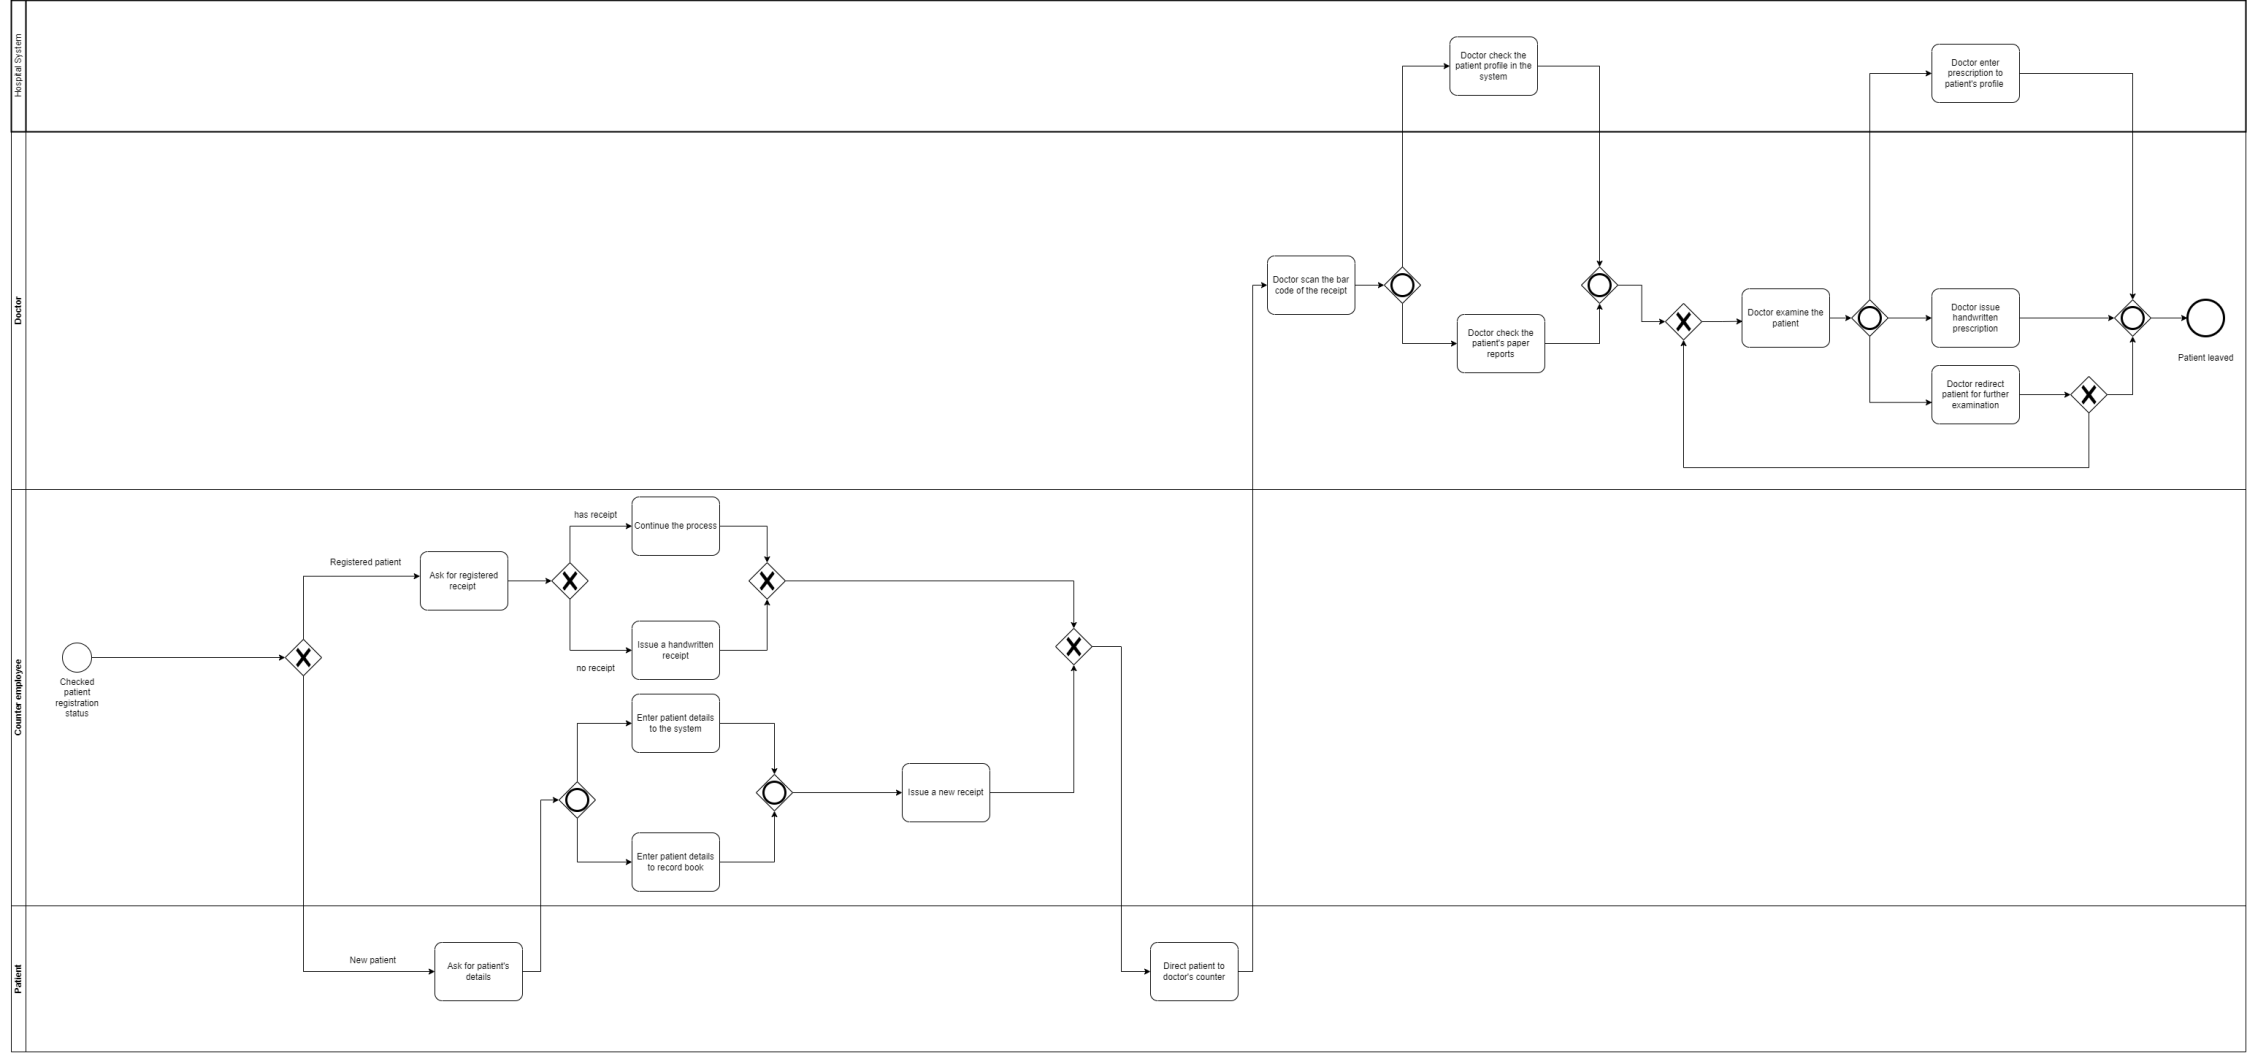 Hospital System
Doctor check the
patient profile in the
system
Doctor enter
prescription to
patient's profile
Doctor
Doctor scan the bar
code of the receipt
Doctor check the
patient's paper
reports
Doctor examine the
patient
Doctor issue
handwritten
prescription
Doctor redirect
patient for further
examination
Patient leaved
Counter employee
Checked
patient
registration
status
Registered patient
Ask for registered
receipt
has receipt
Continue the process
no receipt
Issue a handwritten
receipt
Enter patient details
to the system
Enter patient details
to record book
Issue a new receipt
Patient
New patient
Ask for patient's
details
Direct patient to
doctor's counter